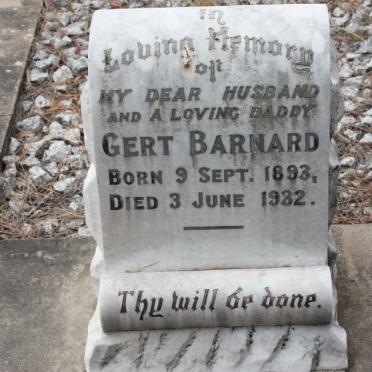 In
Loving Memory
of
MY DEAR HUSBAND
AND A LOVING DADDY
GERT BARNARD
BORN 9 SEPT. 1893,
DIED 3 JUNE 1932.
Thy will be done.